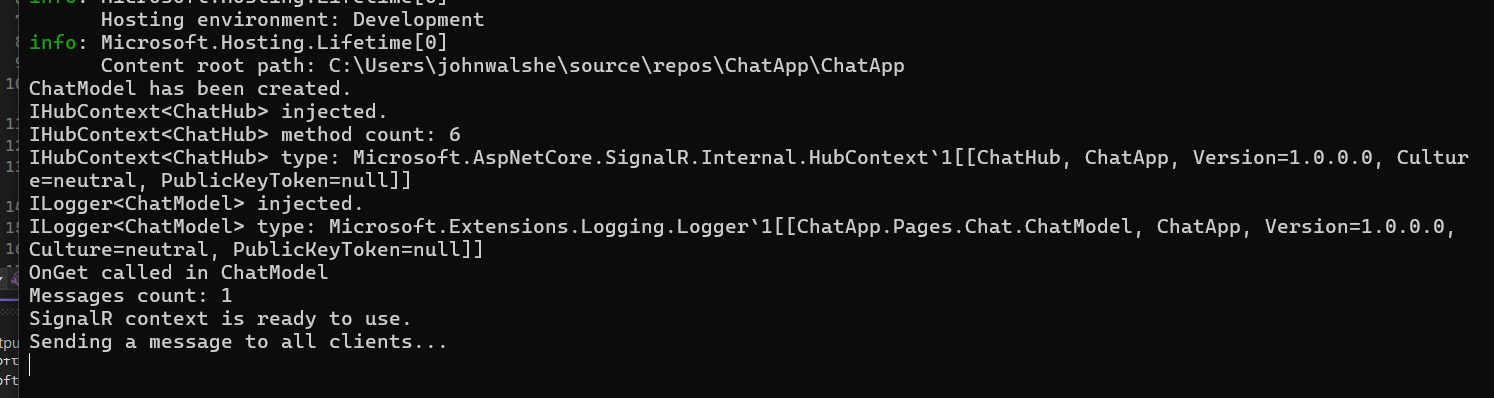 info: Microsoft.Hosting.Lifetime[0]
Hosting environment: Development
info: Microsoft.Hosting.Lifetime[0]
Content root path: C:\Users\johnwalshe\source\repos\ChatApp\ChatApp
ChatModel has been created.
IHubContext<ChatHub> injected.
IHubContext<ChatHub> method count: 6
IHubContext<ChatHub> type: Microsoft.AspNetCore.SignalR.Internal.HubContext`1[[ChatHub, ChatApp, Version=1.0.0.0, Cultur
e=neutral, PublicKeyToken=null]]
ILogger<ChatModel> injected.
ILogger<ChatModel> type: Microsoft.Extensions.Logging.Logger`1[[ChatApp.Pages.Chat.ChatModel, ChatApp, Version=1.0.0.0,
Culture=neutral, PublicKeyToken=null]]
OnGet called in ChatModel
Messages count: 1
SignalR context is ready to use.
Sending a message to all clients...